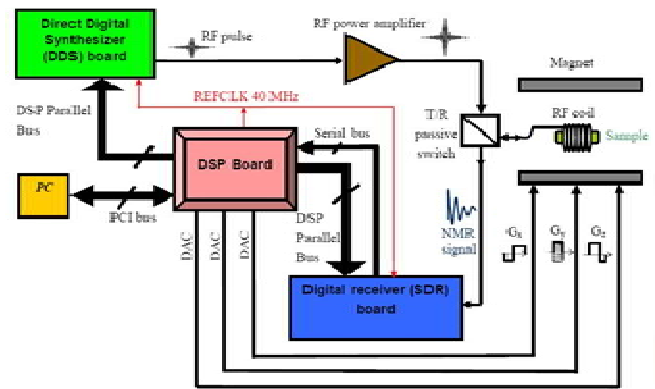 Direct Digital
Synthesizer
(DDS) board
RF pulse
RF power amplifier
Magnet
REFCLK 40 MHz
DSP Parallel
Bus
Serial bus
T/R
passive
switch
RF coil
Sample
DSP Board
PC
PCI bus
DSP
Parallel
Bus
NMR
signal
Gx
Gy
Gz
DAC
DAC
DAC
Digital receiver (SDR)
board